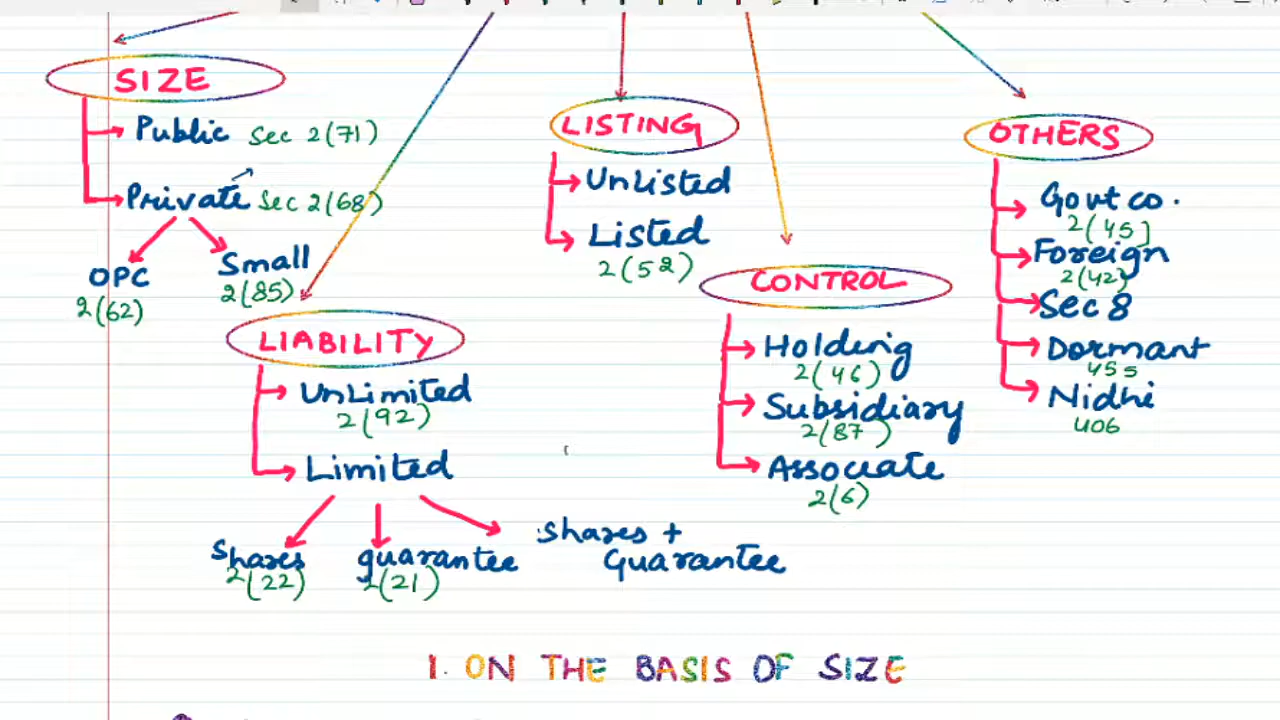 SIZE
Public Sec 2(71)
Private Sec 2(68)
OPC
2(62)
Small
2(85)
LIABILITY
UnLimited
2(92)
Limited
Shares
2(22)
guarantee
2(21)
Shares +
Guarantee
LISTING
UnListed
Listed
2(52)
CONTROL
Holding
2(46)
Subsidiary
2(87)
Associate
2(6)
OTHERS
Govt co.
2(45]
Foreign
2(42)
Sec 8
Dormant
455
Nidhi
406
1. ON THE BASIS OF SIZE